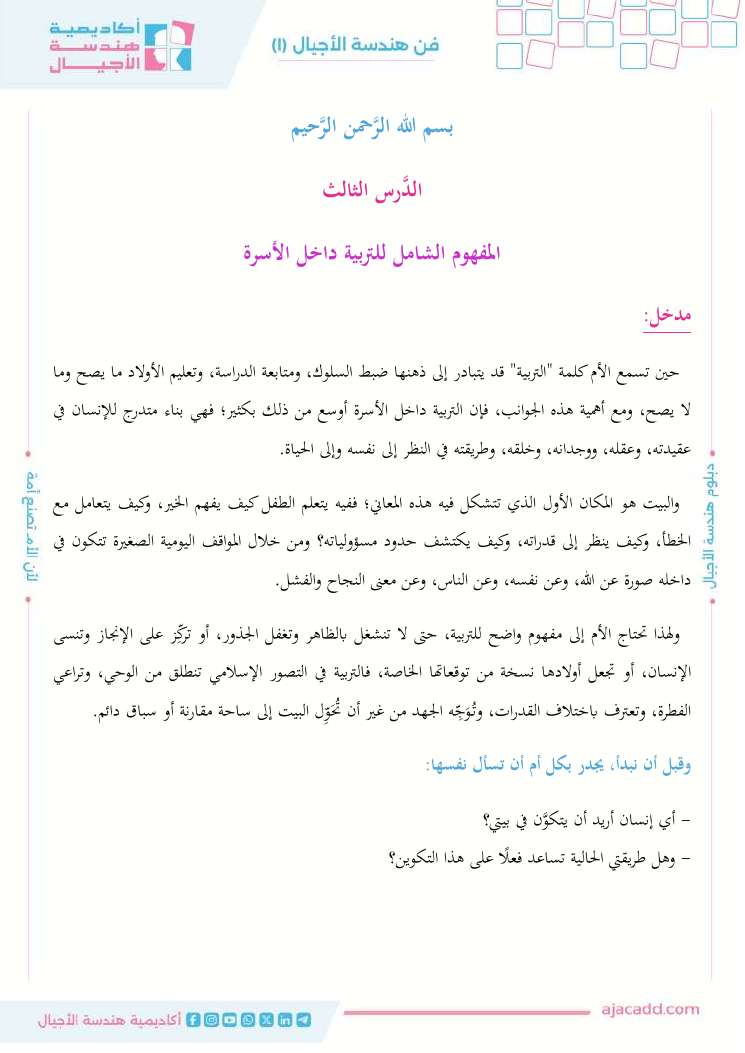 أكاديمية
هندسة
الأجيال
فن هندسة الأجيال (١)
بسم الله الرَّحمن الرَّحيم
الدَّرس الثالث
المفهوم الشامل للتربية داخل الأسرة
مدخل:
حين تسمع الأم كلمة "التربية" قد يتبادر إلى ذهنها ضبط السلوك، ومتابعة الدراسة، وتعليم الأولاد ما يصح وما
لا يصح، ومع أهمية هذه الجوانب، فإن التربية داخل الأسرة أوسع من ذلك بكثير؛ فهي بناء متدرج للإنسان في
عقيدته، وعقله، ووجدانه، وخلقه، وطريقته في النظر إلى نفسه وإلى الحياة.
والبيت هو المكان الأول الذي تتشكل فيه هذه المعاني؛ ففيه يتعلم الطفل كيف يفهم الخير، وكيف يتعامل مع
الخطأ، وكيف ينظر إلى قدراته، وكيف يكتشف حدود مسؤولياته؟ ومن خلال المواقف اليومية الصغيرة تتكون في
داخله صورة عن الله، وعن نفسه، وعن الناس، وعن معنى النجاح والفشل.
ولهذا تحتاج الأم إلى مفهوم واضح للتربية، حتى لا تنشغل بالظاهر وتغفل الجذور، أو تركّز على الإنجاز وتنسى
الإنسان، أو تجعل أولادها نسخة من توقعاتها الخاصة، فالتربية في التصور الإسلامي تنطلق من الوحي، وتراعي
الفطرة، وتعترف باختلاف القدرات، وتُوَجِّه الجهد من غير أن تُحَوِّل البيت إلى ساحة مقارنة أو سباق دائم.
وقبل أن نبدأ، يجدر بكل أم أن تسأل نفسها:
– أي إنسان أريد أن يتكوَّن في بيتي؟
– وهل طريقتي الحالية تساعد فعلًا على هذا التكوين؟
دبلوم هندسة الأجيال
لأن الأم تصنع أمة
أكاديمية هندسة الأجيال
ajacadd.com